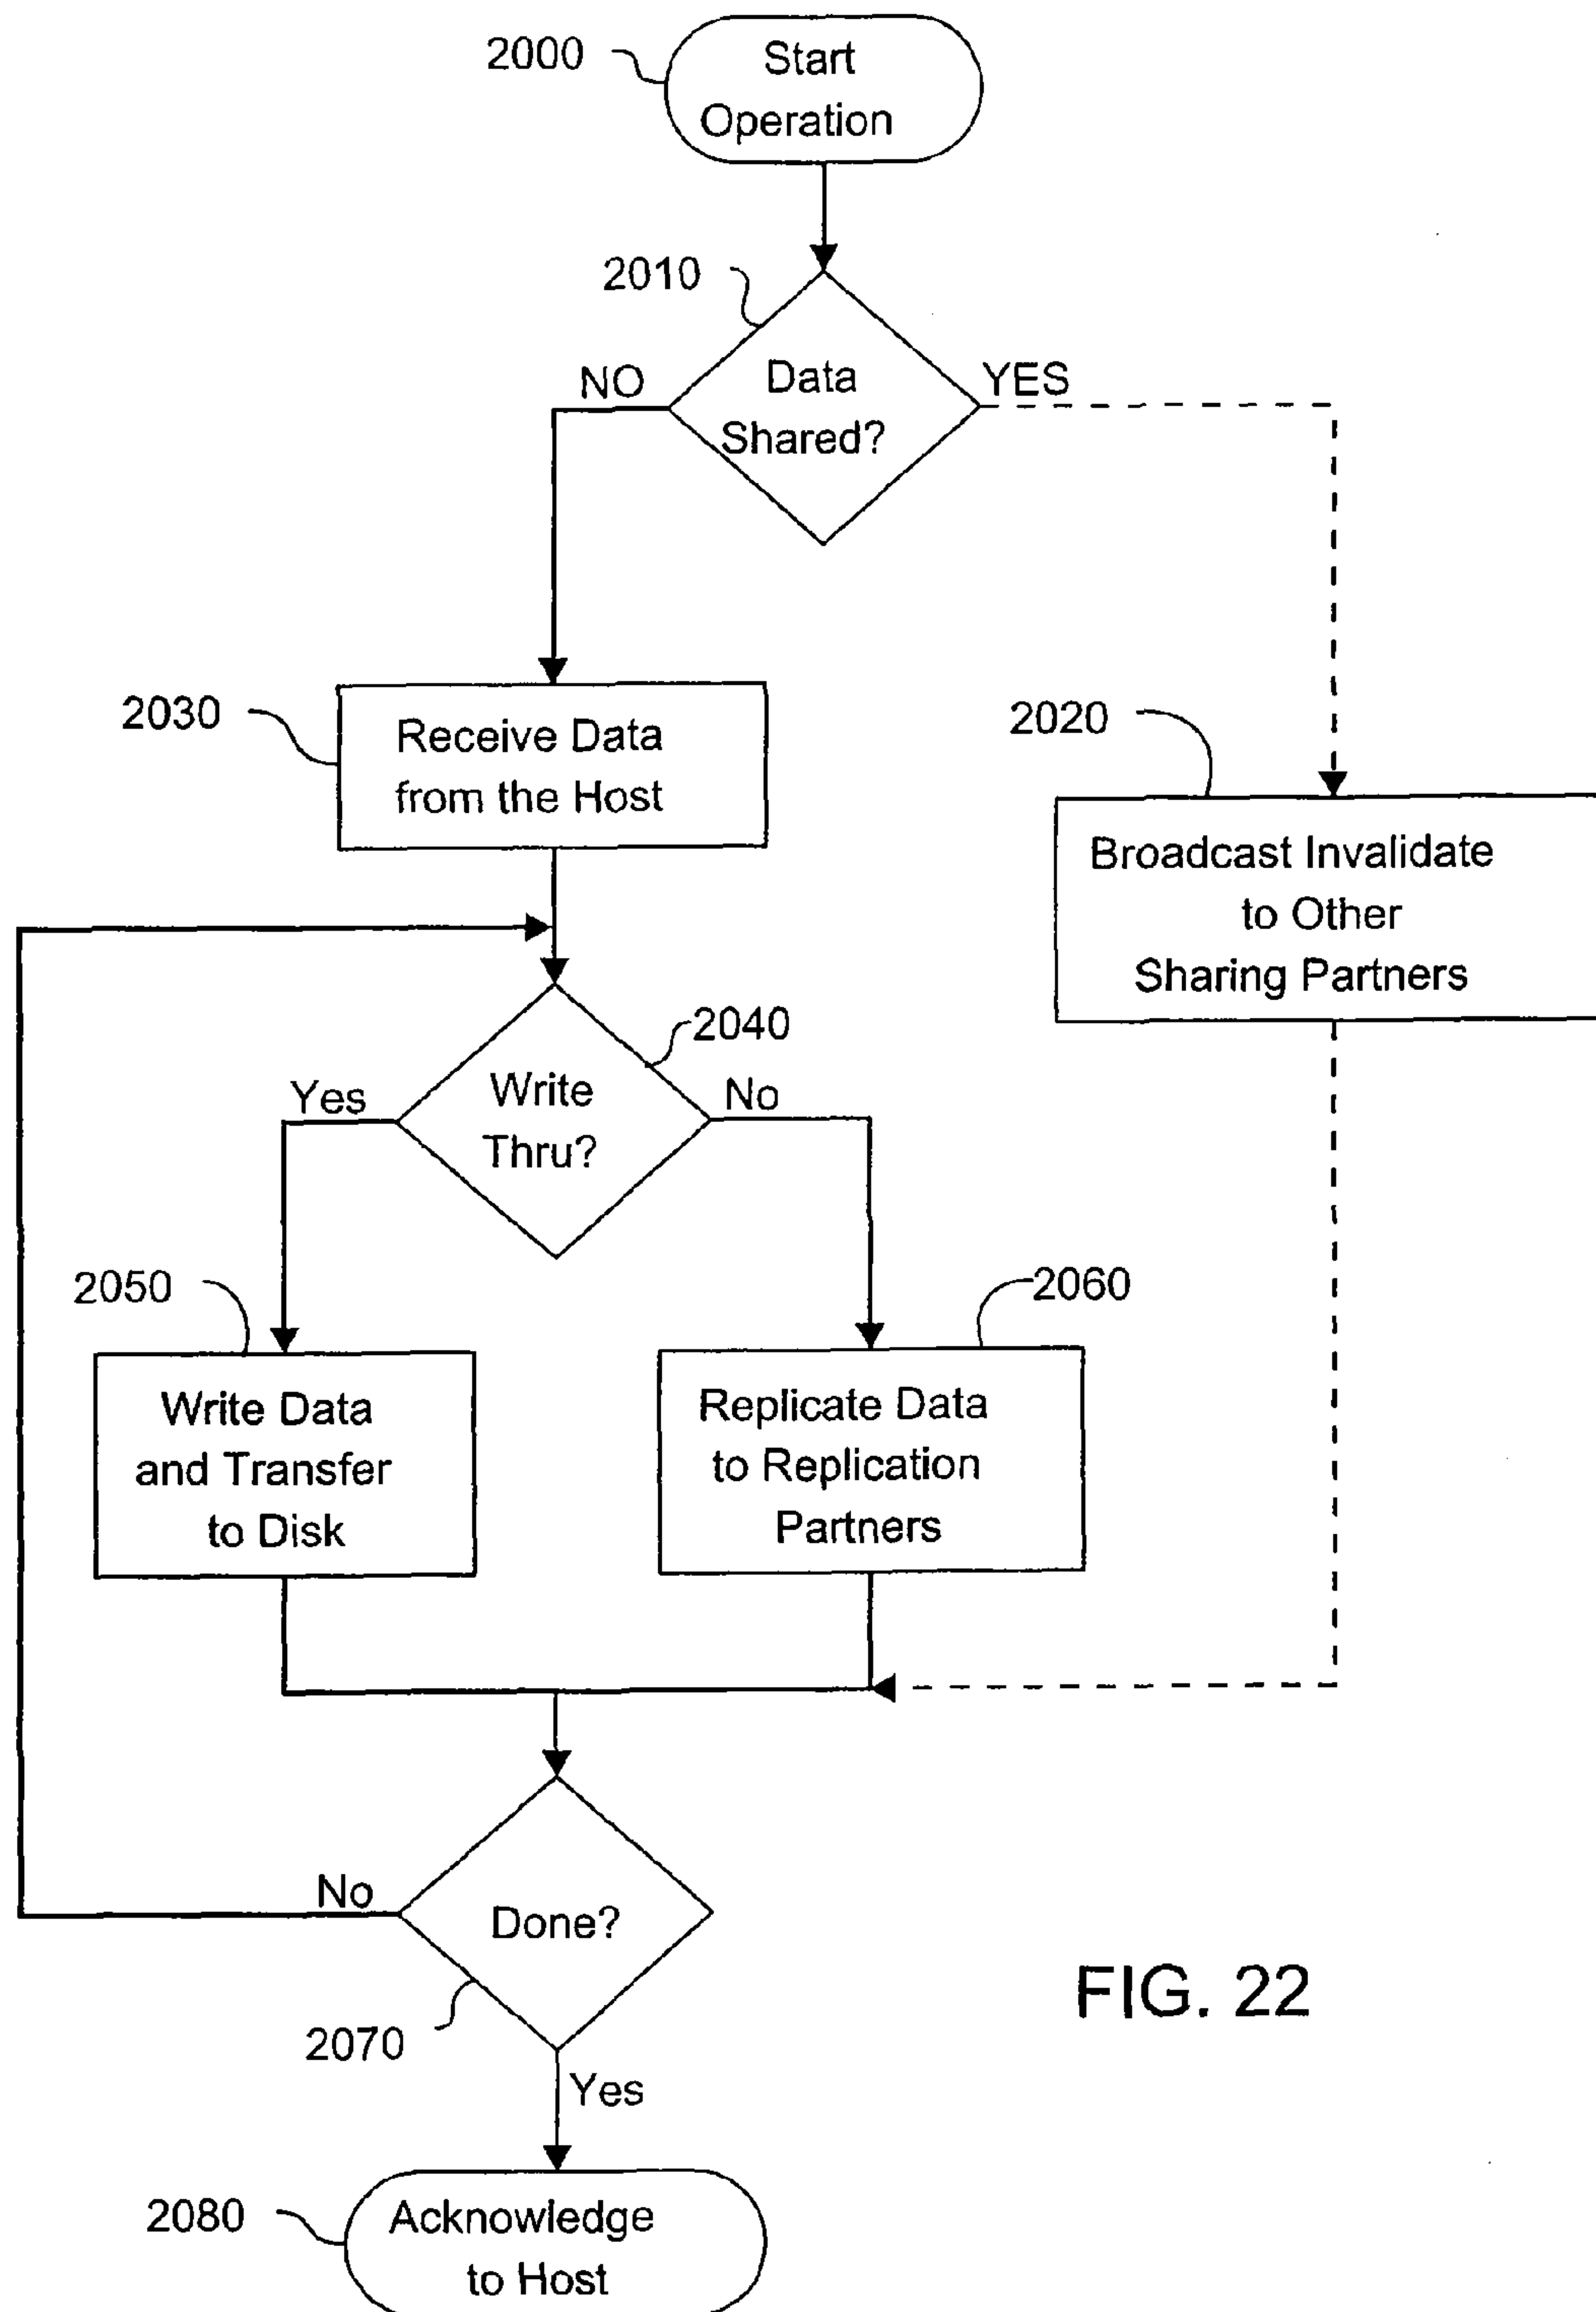 2000
Start
Operation
2010
NO
Data
Shared?
YES
2030
Receive Data
from the Host
2020
Broadcast Invalidate
to Other
Sharing Partners
2040
Yes
Write
Thru?
No
2050
Write Data
and Transfer
to Disk
2060
Replicate Data
to Replication
Partners
No
Done?
2070
Yes
FIG. 22
2080
Acknowledge
to Host